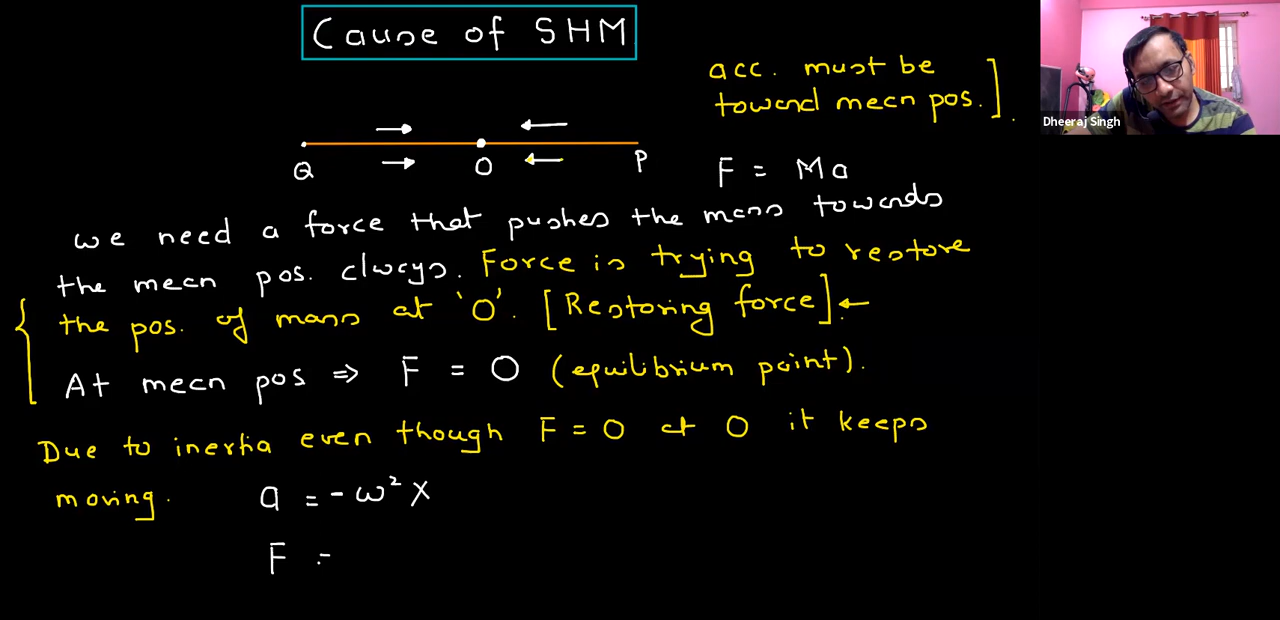 Cause of SHM
acc. must be
toward mean pos. ].
Dheeraj Singh
Q O P
F = Ma
we need a force that pushes the mass towards
the mean pos. always. Force is trying to restore
the pos. of mass at 'O'. [Restoring force] ←
At mean pos ⇒ F = O (equilibrium point).
Due to inertia even though F = O at O it keeps
moving.
a = - ω² x
F =